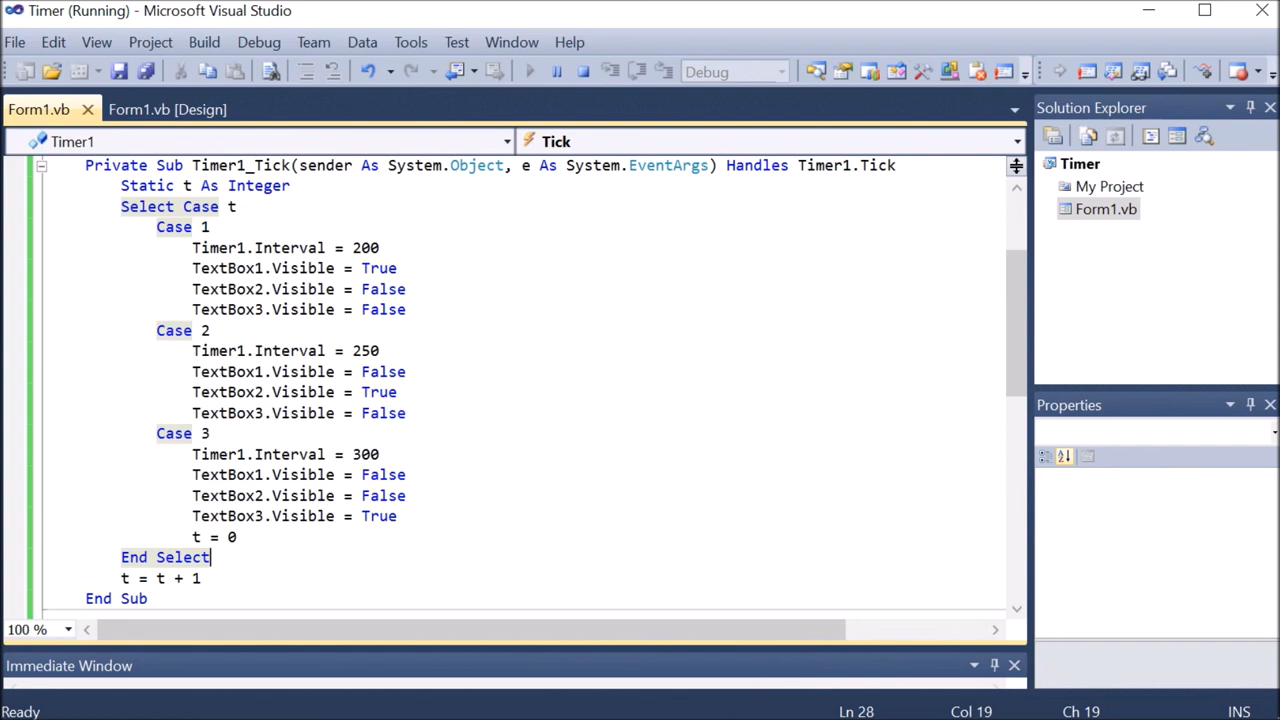 Timer (Running) - Microsoft Visual Studio
File Edit View Project Build Debug Team Data Tools Test Window Help
Debug
Form1.vb Form1.vb [Design]
Timer1 Tick
Private Sub Timer1_Tick(sender As System.Object, e As System.EventArgs) Handles Timer1.Tick
Static t As Integer
Select Case t
Case 1
Timer1.Interval = 200
TextBox1.Visible = True
TextBox2.Visible = False
TextBox3.Visible = False
Case 2
Timer1.Interval = 250
TextBox1.Visible = False
TextBox2.Visible = True
TextBox3.Visible = False
Case 3
Timer1.Interval = 300
TextBox1.Visible = False
TextBox2.Visible = False
TextBox3.Visible = True
t = 0
End Select
t = t + 1
End Sub
100 %
Solution Explorer
Timer
My Project
Form1.vb
Properties
Immediate Window
Ready Ln 28 Col 19 Ch 19 INS